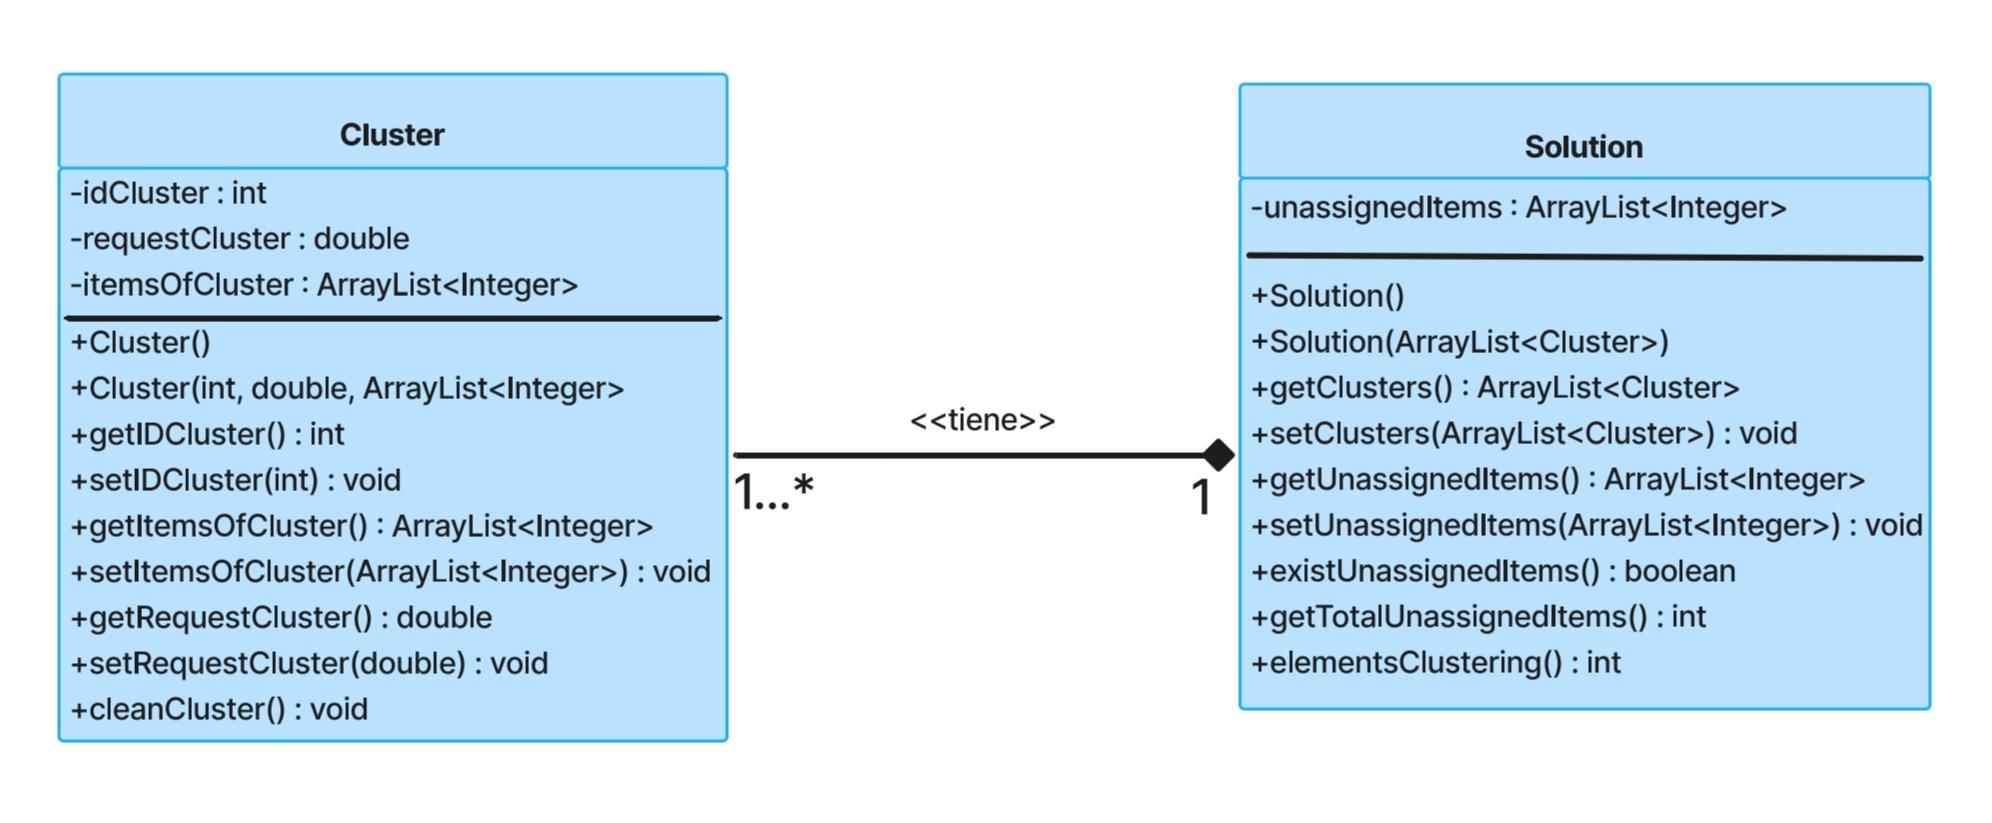 Cluster
-idCluster : int
-requestCluster : double
-itemsOfCluster : ArrayList<Integer>
+Cluster()
+Cluster(int, double, ArrayList<Integer>
+getIDCluster() : int
+setIDCluster(int) : void
+getItemsOfCluster() : ArrayList<Integer>
+setItemsOfCluster(ArrayList<Integer>) : void
+getRequestCluster() : double
+setRequestCluster(double) : void
+cleanCluster() : void
<<tiene>>
1...*
1
Solution
-unassignedItems : ArrayList<Integer>
+Solution()
+Solution(ArrayList<Cluster>)
+getClusters() : ArrayList<Cluster>
+setClusters(ArrayList<Cluster>) : void
+getUnassignedItems() : ArrayList<Integer>
+setUnassignedItems(ArrayList<Integer>) : void
+existUnassignedItems() : boolean
+getTotalUnassignedItems() : int
+elementsClustering() : int